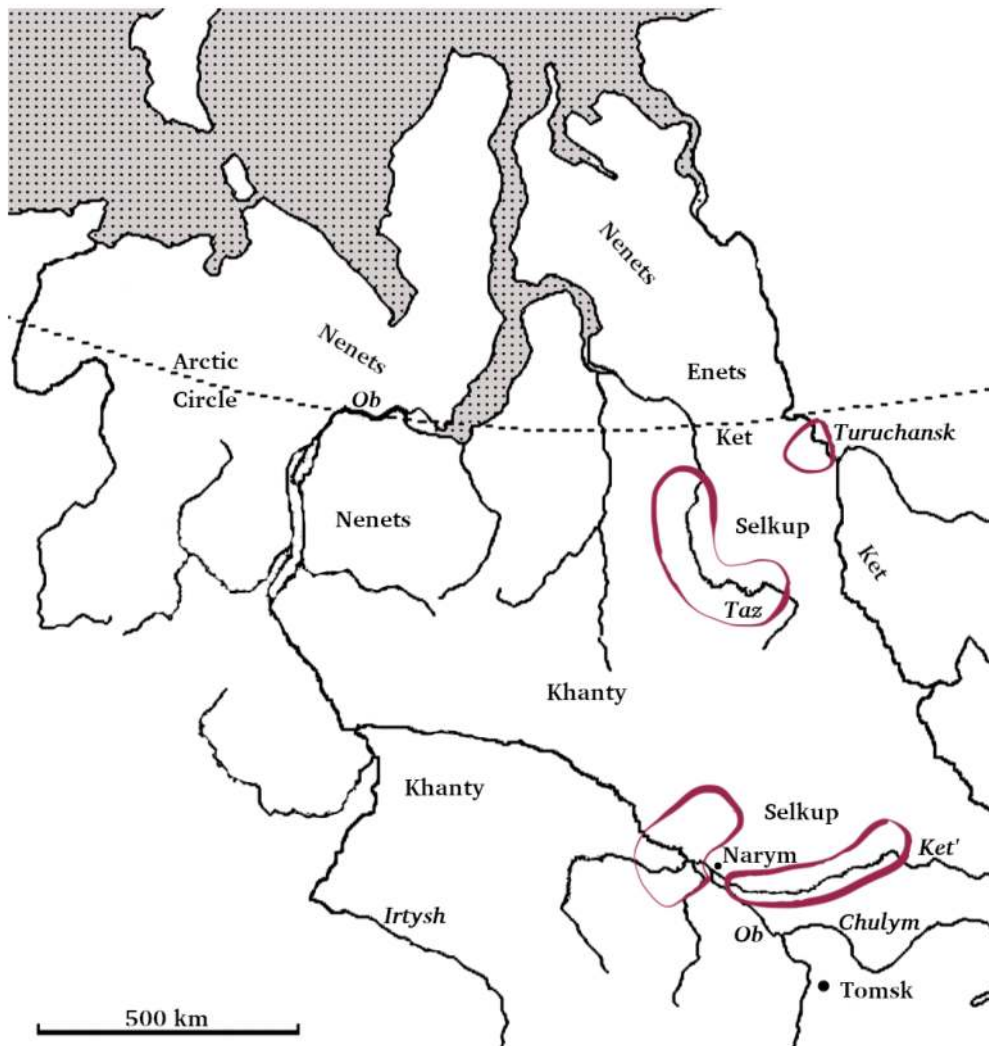 Nenets
Nenets
Arctic
Circle
Ob
Enets
Ket
Turuchansk
Nenets
Selkup
Ket
Taz
Khanty
Khanty
Selkup
Narym
Ket'
Irtysh
Ob
Chulym
Tomsk
500 km